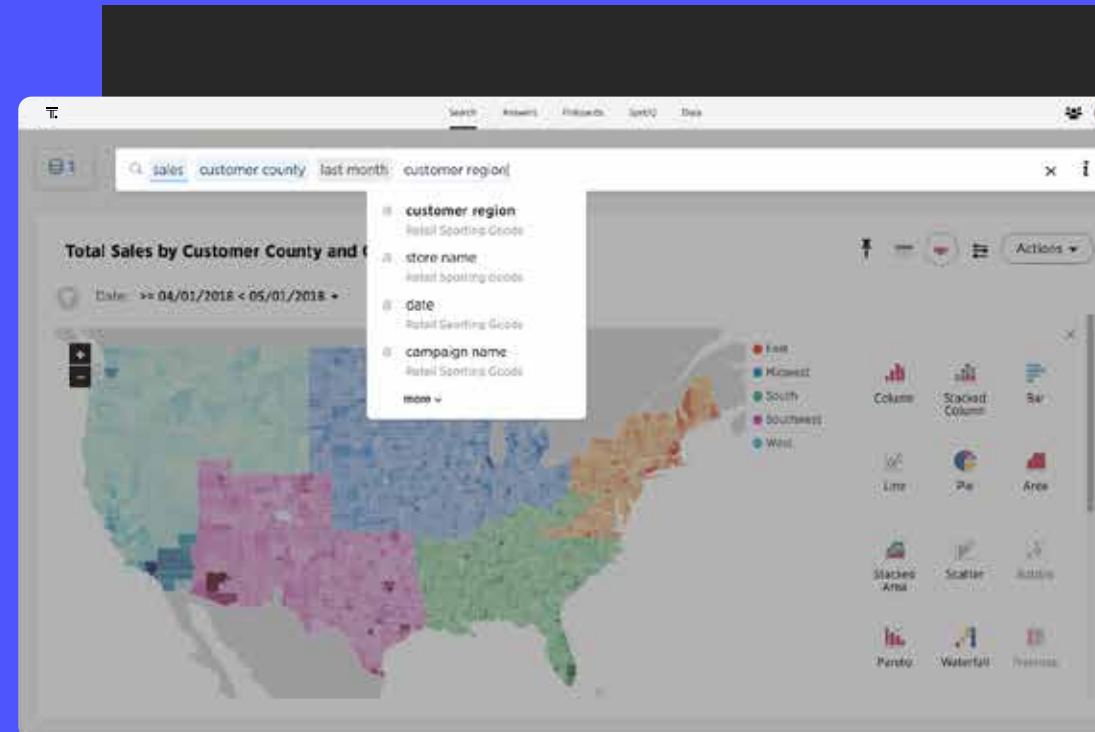 T.
Search Answers Pinboards SpotIQ Data
1
sales customer county last month customer region
× i
customer region
Retail Sporting Goods
store name
Retail Sporting Goods
date
Retail Sporting Goods
campaign name
Retail Sporting Goods
more
Total Sales by Customer County and
Actions
Date: >= 04/01/2018 < 05/01/2018
+
−
East
Midwest
South
Southwest
West
×
Column Stacked Column Bar
Line Pie Area
Stacked Area Scatter Bubble
Pareto Waterfall Treemap